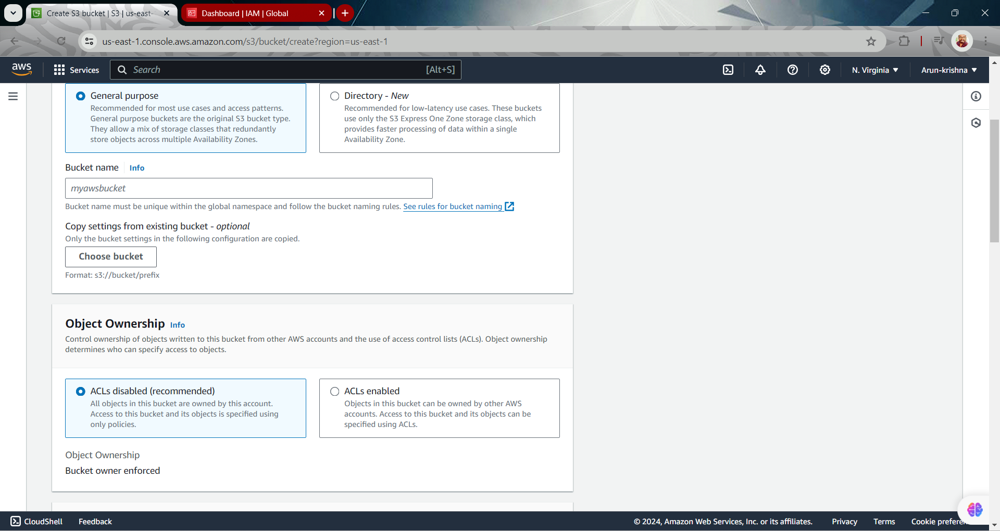 Create S3 bucket | S3 | us-east-
Dashboard | IAM | Global
us-east-1.console.aws.amazon.com/s3/bucket/create?region=us-east-1
aws
Services
Search
[Alt+S]
N. Virginia
Arun-krishna
General purpose
Recommended for most use cases and access patterns.
General purpose buckets are the original S3 bucket type.
They allow a mix of storage classes that redundantly
store objects across multiple Availability Zones.
Directory - New
Recommended for low-latency use cases. These buckets
use only the S3 Express One Zone storage class, which
provides faster processing of data within a single
Availability Zone.
Bucket name
Info
myawsbucket
Bucket name must be unique within the global namespace and follow the bucket naming rules. See rules for bucket naming
Copy settings from existing bucket - optional
Only the bucket settings in the following configuration are copied.
Choose bucket
Format: s3://bucket/prefix
Object Ownership Info
Control ownership of objects written to this bucket from other AWS accounts and the use of access control lists (ACLs). Object ownership
determines who can specify access to objects.
ACLs disabled (recommended)
All objects in this bucket are owned by this account.
Access to this bucket and its objects is specified using
only policies.
ACLs enabled
Objects in this bucket can be owned by other AWS
accounts. Access to this bucket and its objects can be
specified using ACLs.
Object Ownership
Bucket owner enforced
CloudShell
Feedback
© 2024, Amazon Web Services, Inc. or its affiliates.
Privacy
Terms
Cookie prefere